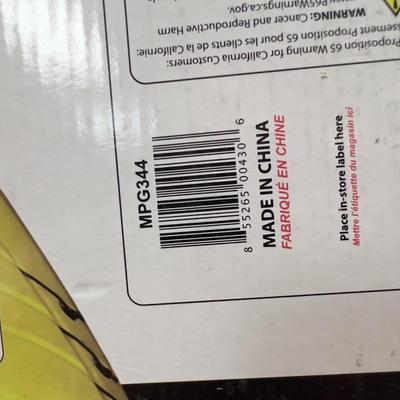 Proposition 65 Warning for California Customers:
ssement Proposition 65 pour les clients de la Californie:
WARNING: Cancer and Reproductive Harm
P65Warnings.ca.gov.
MPG344
8 55265 00430 6
MADE IN CHINA
FABRIQUÉ EN CHINE
Place in-store label here
Mettre l'étiquette du magasin ici